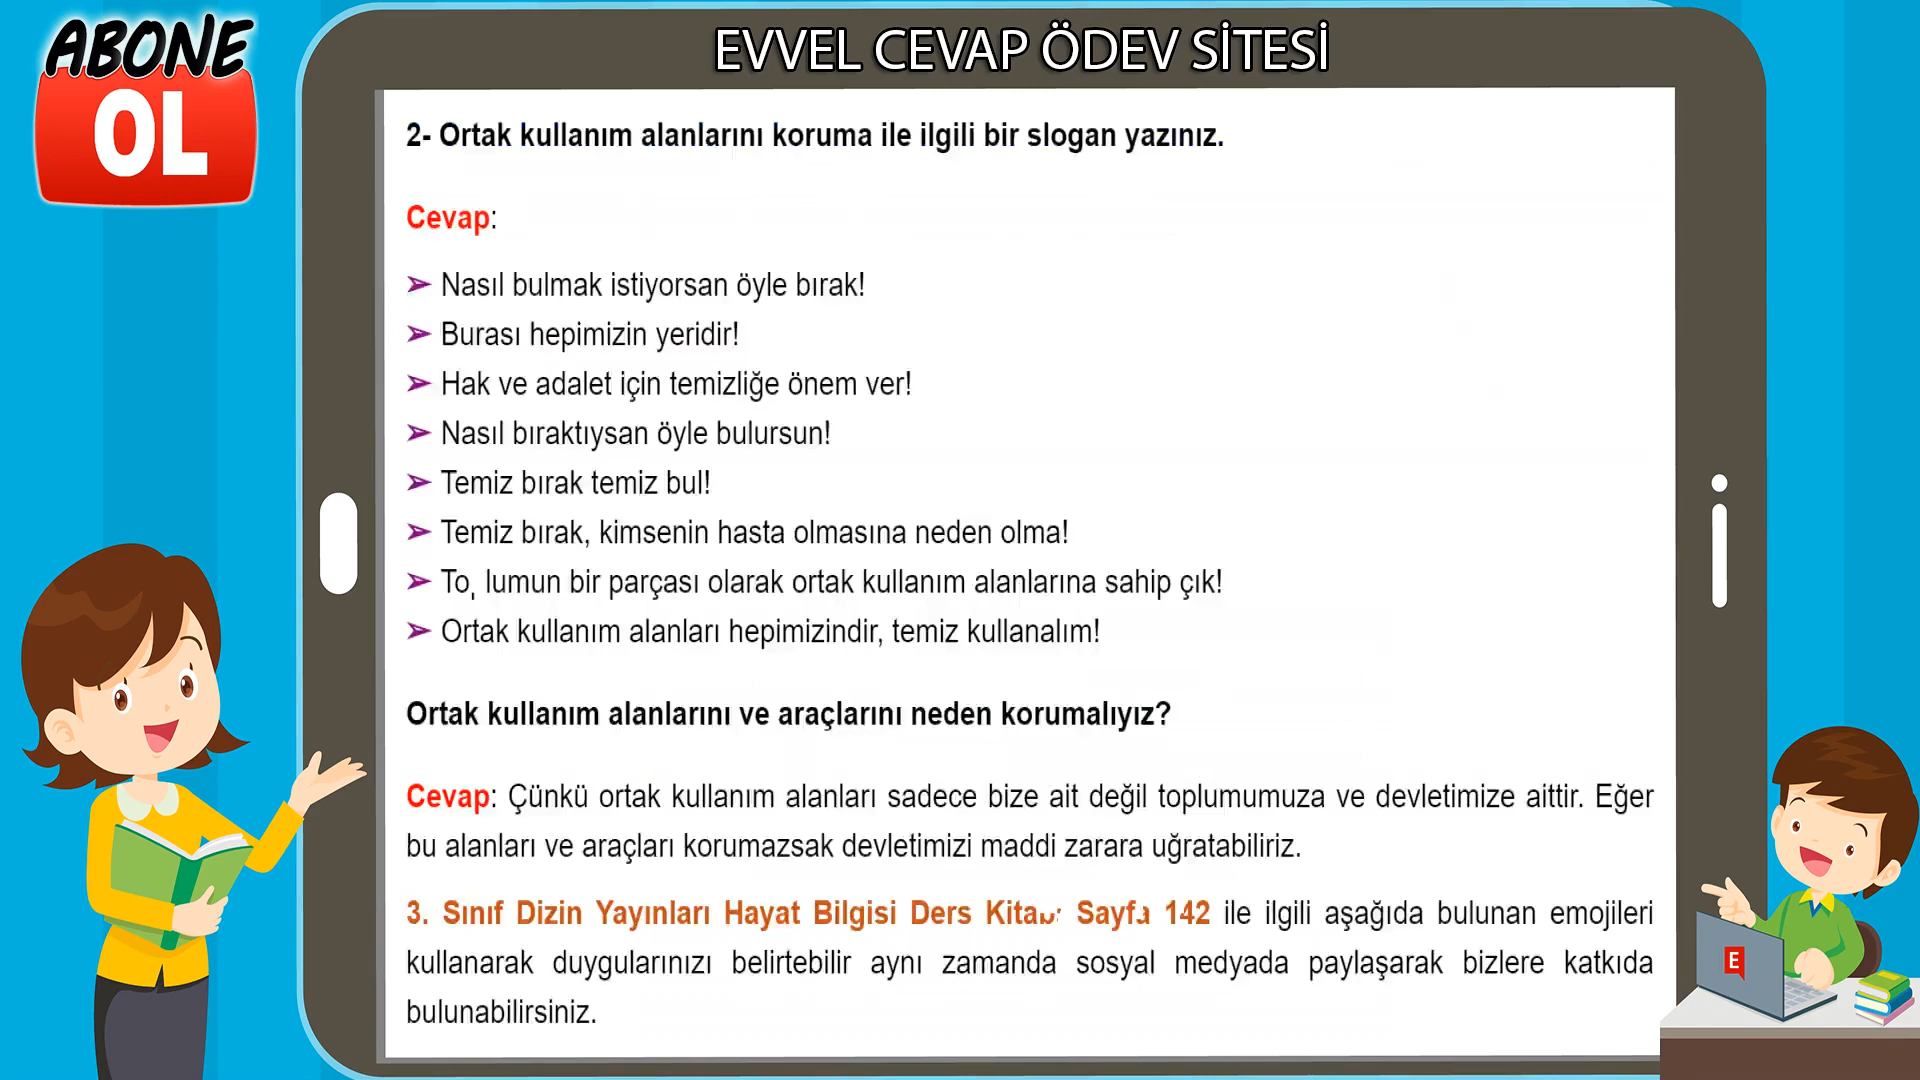 ABONE
OL
EVVEL CEVAP ÖDEV SİTESİ
2- Ortak kullanım alanlarını koruma ile ilgili bir slogan yazınız.
Cevap:
➢ Nasıl bulmak istiyorsan öyle bırak!
➢ Burası hepimizin yeridir!
➢ Hak ve adalet için temizliğe önem ver!
➢ Nasıl bıraktıysan öyle bulursun!
➢ Temiz bırak temiz bul!
➢ Temiz bırak, kimsenin hasta olmasına neden olma!
➢ To, lumun bir parçası olarak ortak kullanım alanlarına sahip çık!
➢ Ortak kullanım alanları hepimizindir, temiz kullanalım!
Ortak kullanım alanlarını ve araçlarını neden korumalıyız?
Cevap: Çünkü ortak kullanım alanları sadece bize ait değil toplumumuza ve devletimize aittir. Eğer
bu alanları ve araçları korumazsak devletimizi maddi zarara uğratabiliriz.
3. Sınıf Dizin Yayınları Hayat Bilgisi Ders Kitabı Sayfa 142 ile ilgili aşağıda bulunan emojileri
kullanarak duygularınızı belirtebilir aynı zamanda sosyal medyada paylaşarak bizlere katkıda
bulunabilirsiniz.
E